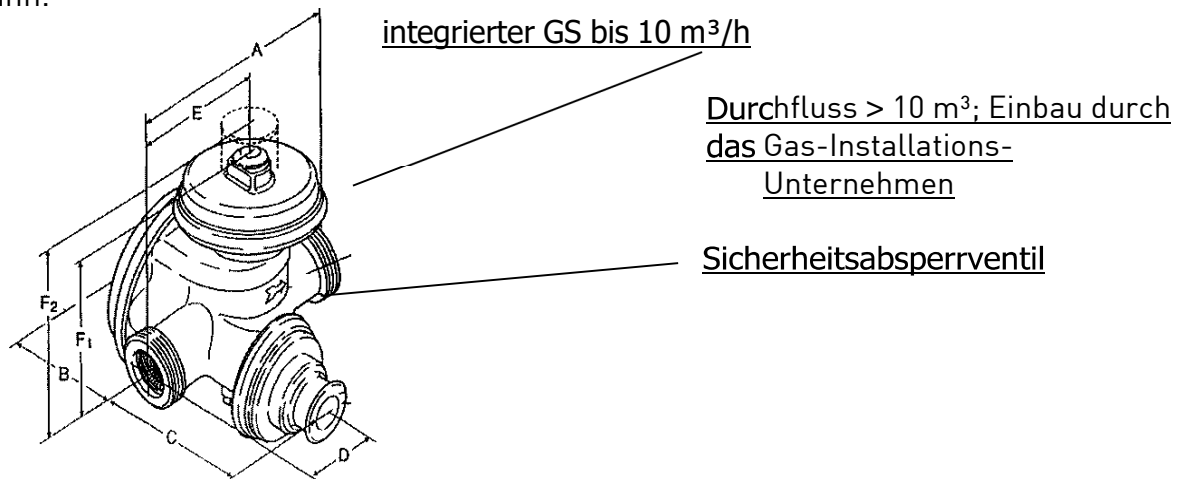 integrierter GS bis 10 m³/h
Durchfluss > 10 m³; Einbau durch
das Gas-Installations-
Unternehmen
Sicherheitsabsperrventil
A
E
F₂
F₁
B
C
D